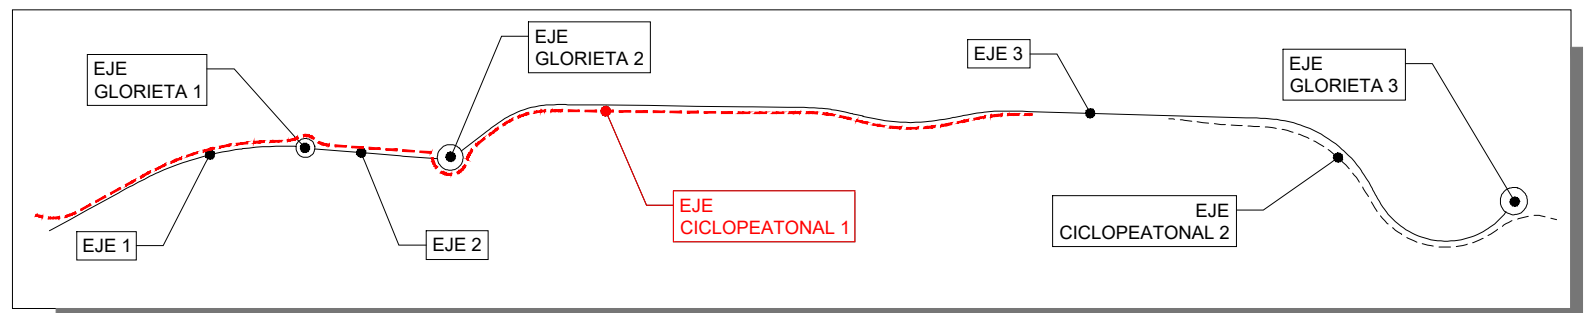 EJE
GLORIETA 1
EJE
GLORIETA 2
EJE 3
EJE
GLORIETA 3
EJE 1
EJE 2
EJE
CICLOPEATONAL 1
EJE
CICLOPEATONAL 2